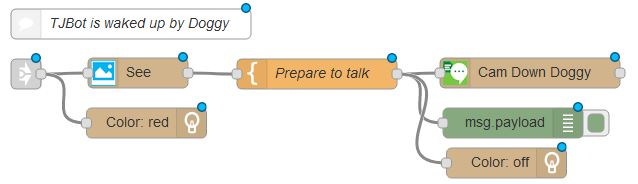 TJBot is waked up by Doggy
See
Prepare to talk
Cam Down Doggy
Color: red
msg.payload
Color: off